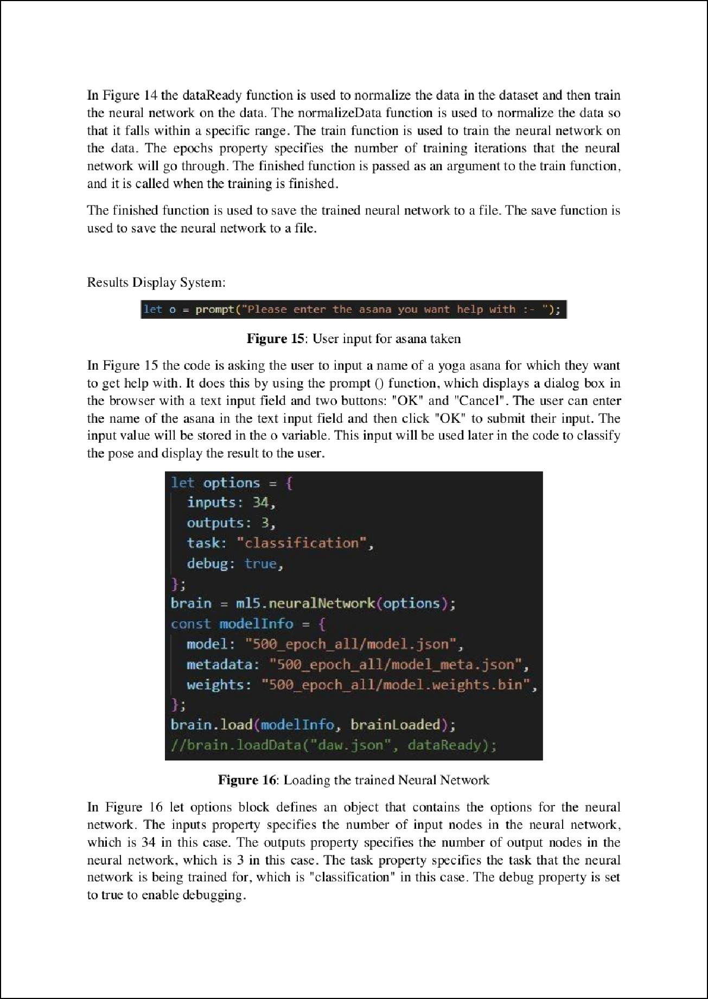 In Figure 14 the dataReady function is used to normalize the data in the dataset and then train
the neural network on the data. The normalizeData function is used to normalize the data so
that it falls within a specific range. The train function is used to train the neural network on
the data. The epochs property specifies the number of training iterations that the neural
network will go through. The finished function is passed as an argument to the train function,
and it is called when the training is finished.
The finished function is used to save the trained neural network to a file. The save function is
used to save the neural network to a file.
Results Display System:
let o = prompt("Please enter the asana you want help with :- ");
Figure 15: User input for asana taken
In Figure 15 the code is asking the user to input a name of a yoga asana for which they want
to get help with. It does this by using the prompt () function, which displays a dialog box in
the browser with a text input field and two buttons: "OK" and "Cancel". The user can enter
the name of the asana in the text input field and then click "OK" to submit their input. The
input value will be stored in the o variable. This input will be used later in the code to classify
the pose and display the result to the user.
let options = {
inputs: 34,
outputs: 3,
task: "classification",
debug: true,
};
brain = ml5.neuralNetwork(options);
const modelInfo = {
model: "500_epoch_all/model.json",
metadata: "500_epoch_all/model_meta.json",
weights: "500_epoch_all/model.weights.bin",
};
brain.load(modelInfo, brainLoaded);
//brain.loadData("daw.json", dataReady);
Figure 16: Loading the trained Neural Network
In Figure 16 let options block defines an object that contains the options for the neural
network. The inputs property specifies the number of input nodes in the neural network,
which is 34 in this case. The outputs property specifies the number of output nodes in the
neural network, which is 3 in this case. The task property specifies the task that the neural
network is being trained for, which is "classification" in this case. The debug property is set
to true to enable debugging.